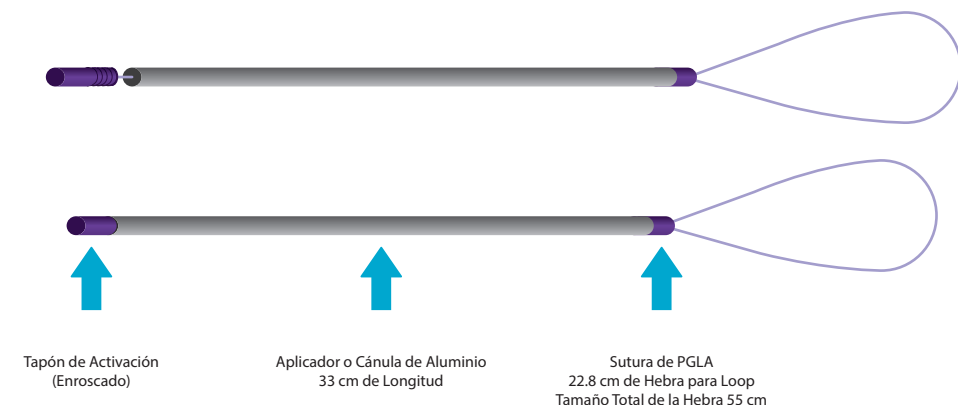 Tapón de Activación
(Enroscado)
Aplicador o Cánula de Aluminio
33 cm de Longitud
Sutura de PGLA
22.8 cm de Hebra para Loop
Tamaño Total de la Hebra 55 cm